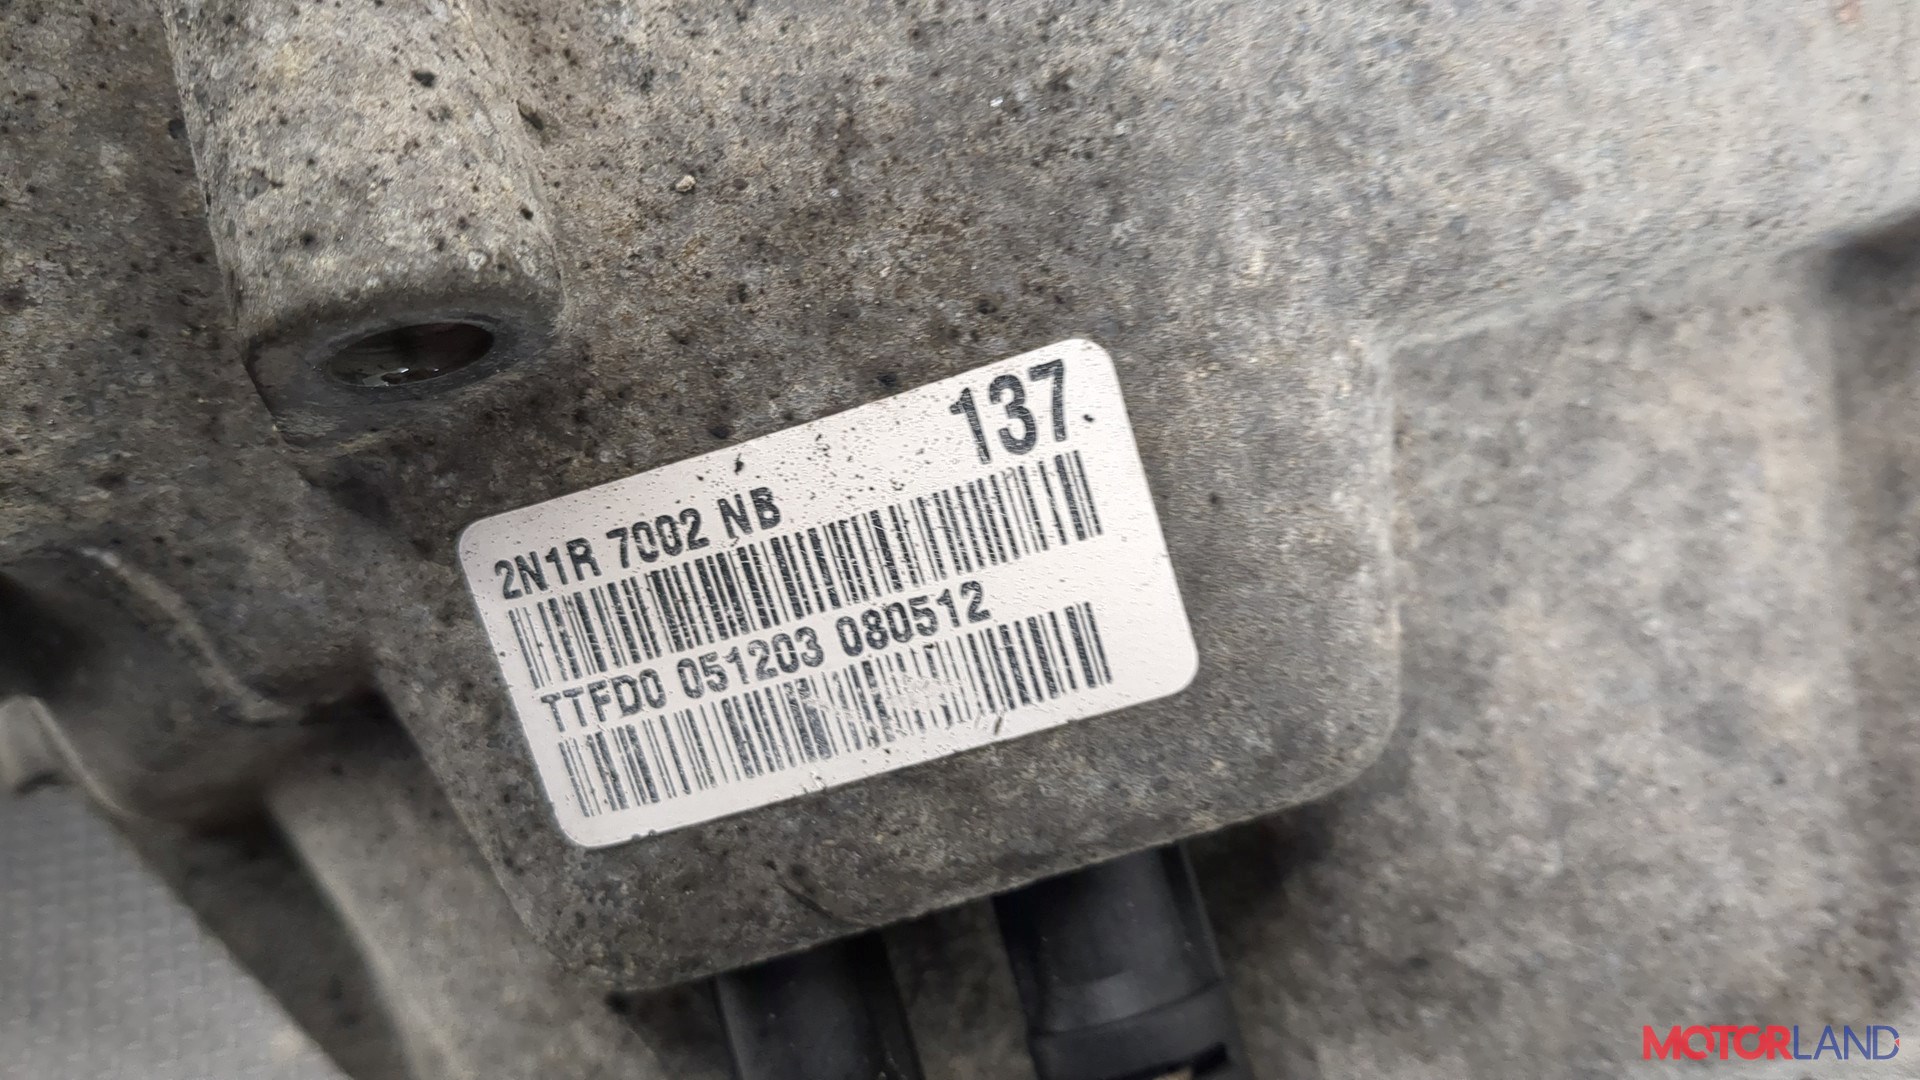 137
2N1R 7002 NB
TTFD0 051203 080512
MOTORLAND